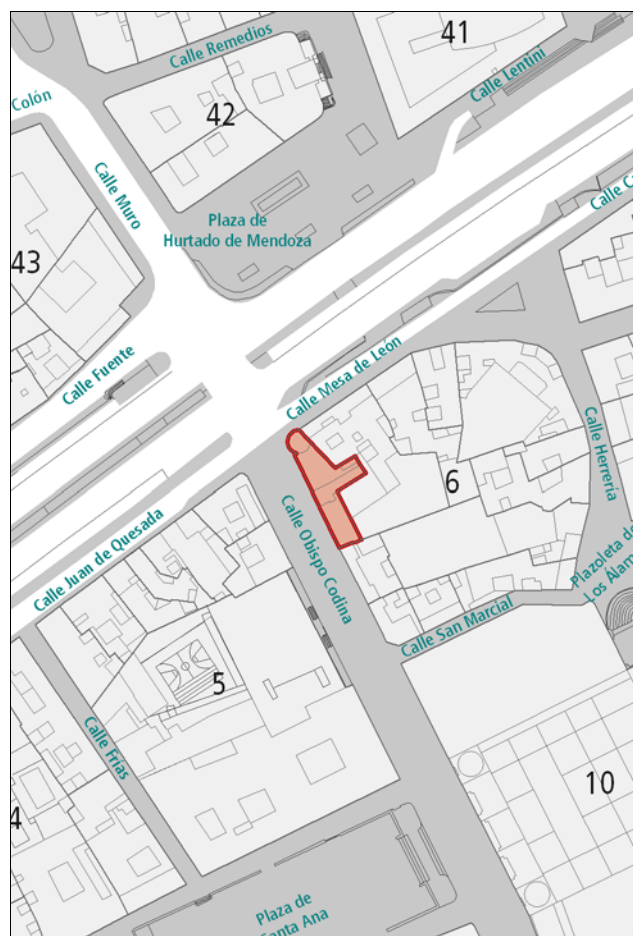 Calle Remedios
41
Calle Lentini
Colón
42
Calle Muro
Plaza de
Hurtado de Mendoza
43
Calle Fuente
Calle Mesa de León
Calle Herrería
6
Calle Obispo Codina
Calle Juan de Quesada
Plazoleta de
Los Álam
Calle San Marcial
5
Calle Frías
10
4
Plaza de
Santa Ana